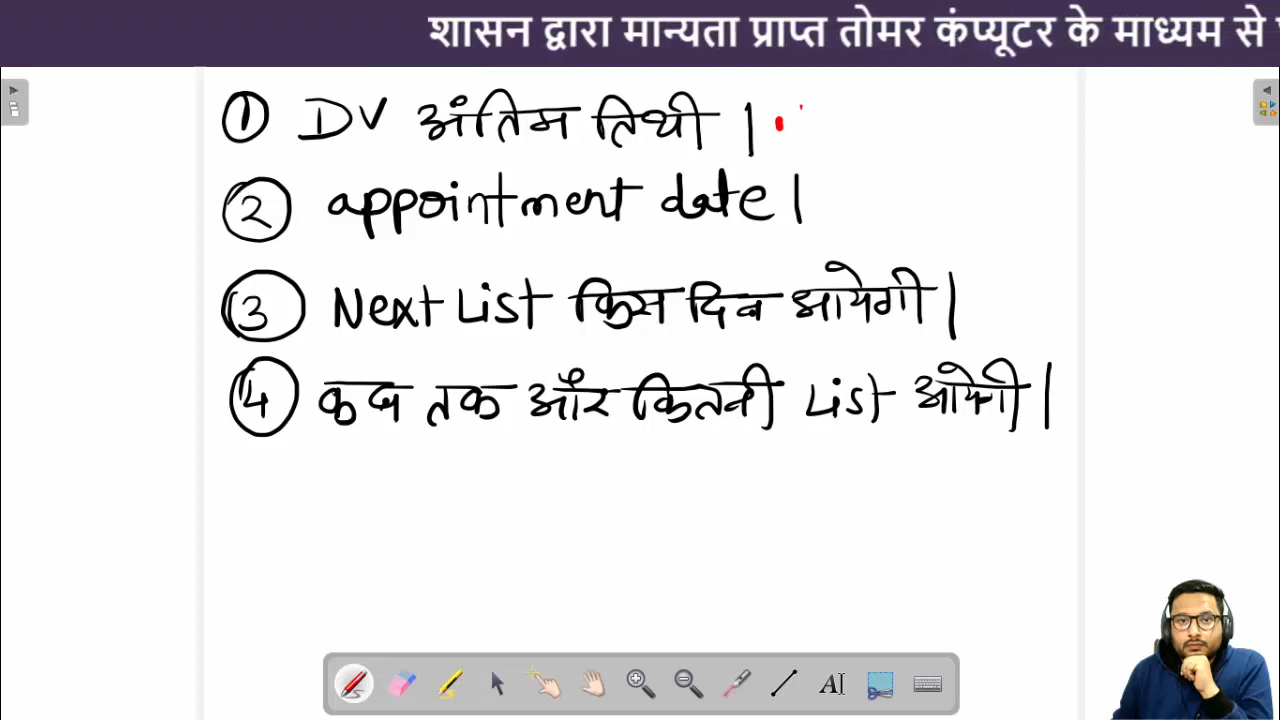 शासन द्वारा मान्यता प्राप्त तोमर कंप्यूटर के माध्यम से
① DV अंतिम तिथी |
② appointment date |
③ Next List किस दिन आयेगी |
④ कब तक और कितनी List आयेगी |
AI